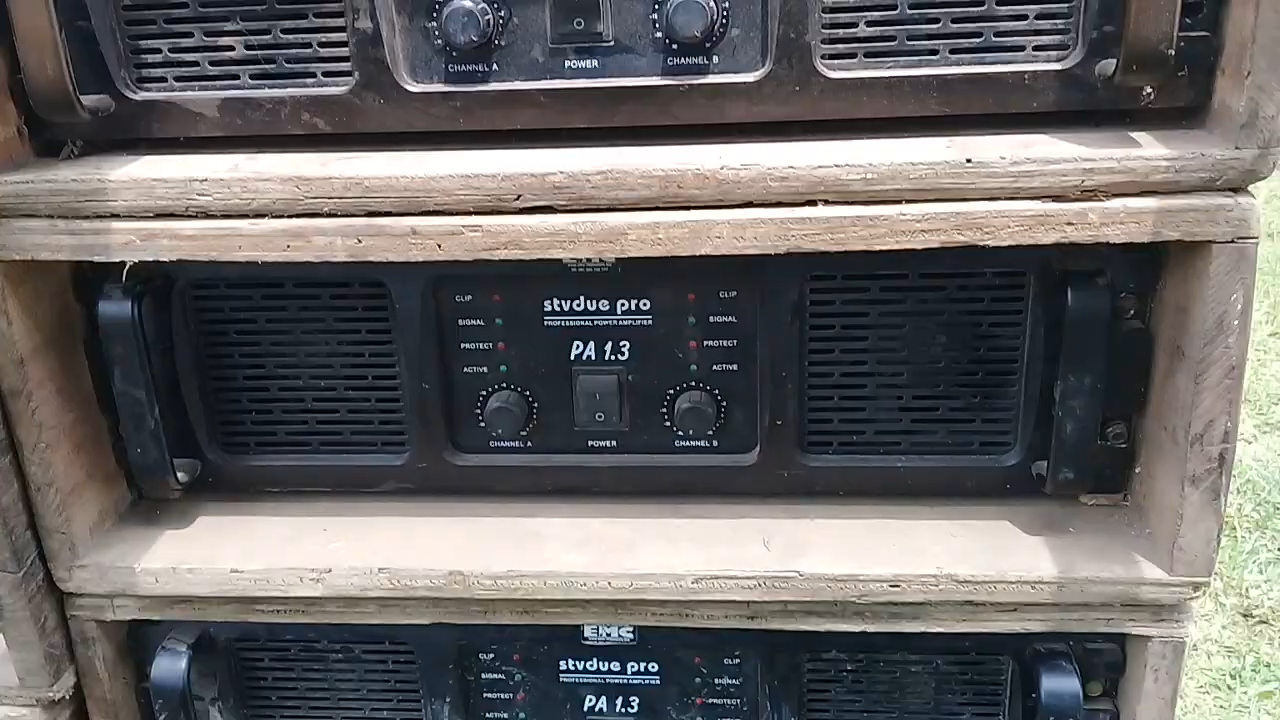 CHANNEL A
POWER
CHANNEL B
CLIP
SIGNAL
PROTECT
ACTIVE
stvdue pro
PROFESSIONAL POWER AMPLIFIER
PA 1.3
CLIP
SIGNAL
PROTECT
ACTIVE
CHANNEL A
POWER
CHANNEL B
EMC
CLIP
SIGNAL
PROTECT
ACTIVE
stvdue pro
PROFESSIONAL POWER AMPLIFIER
PA 1.3
CLIP
SIGNAL
PROTECT